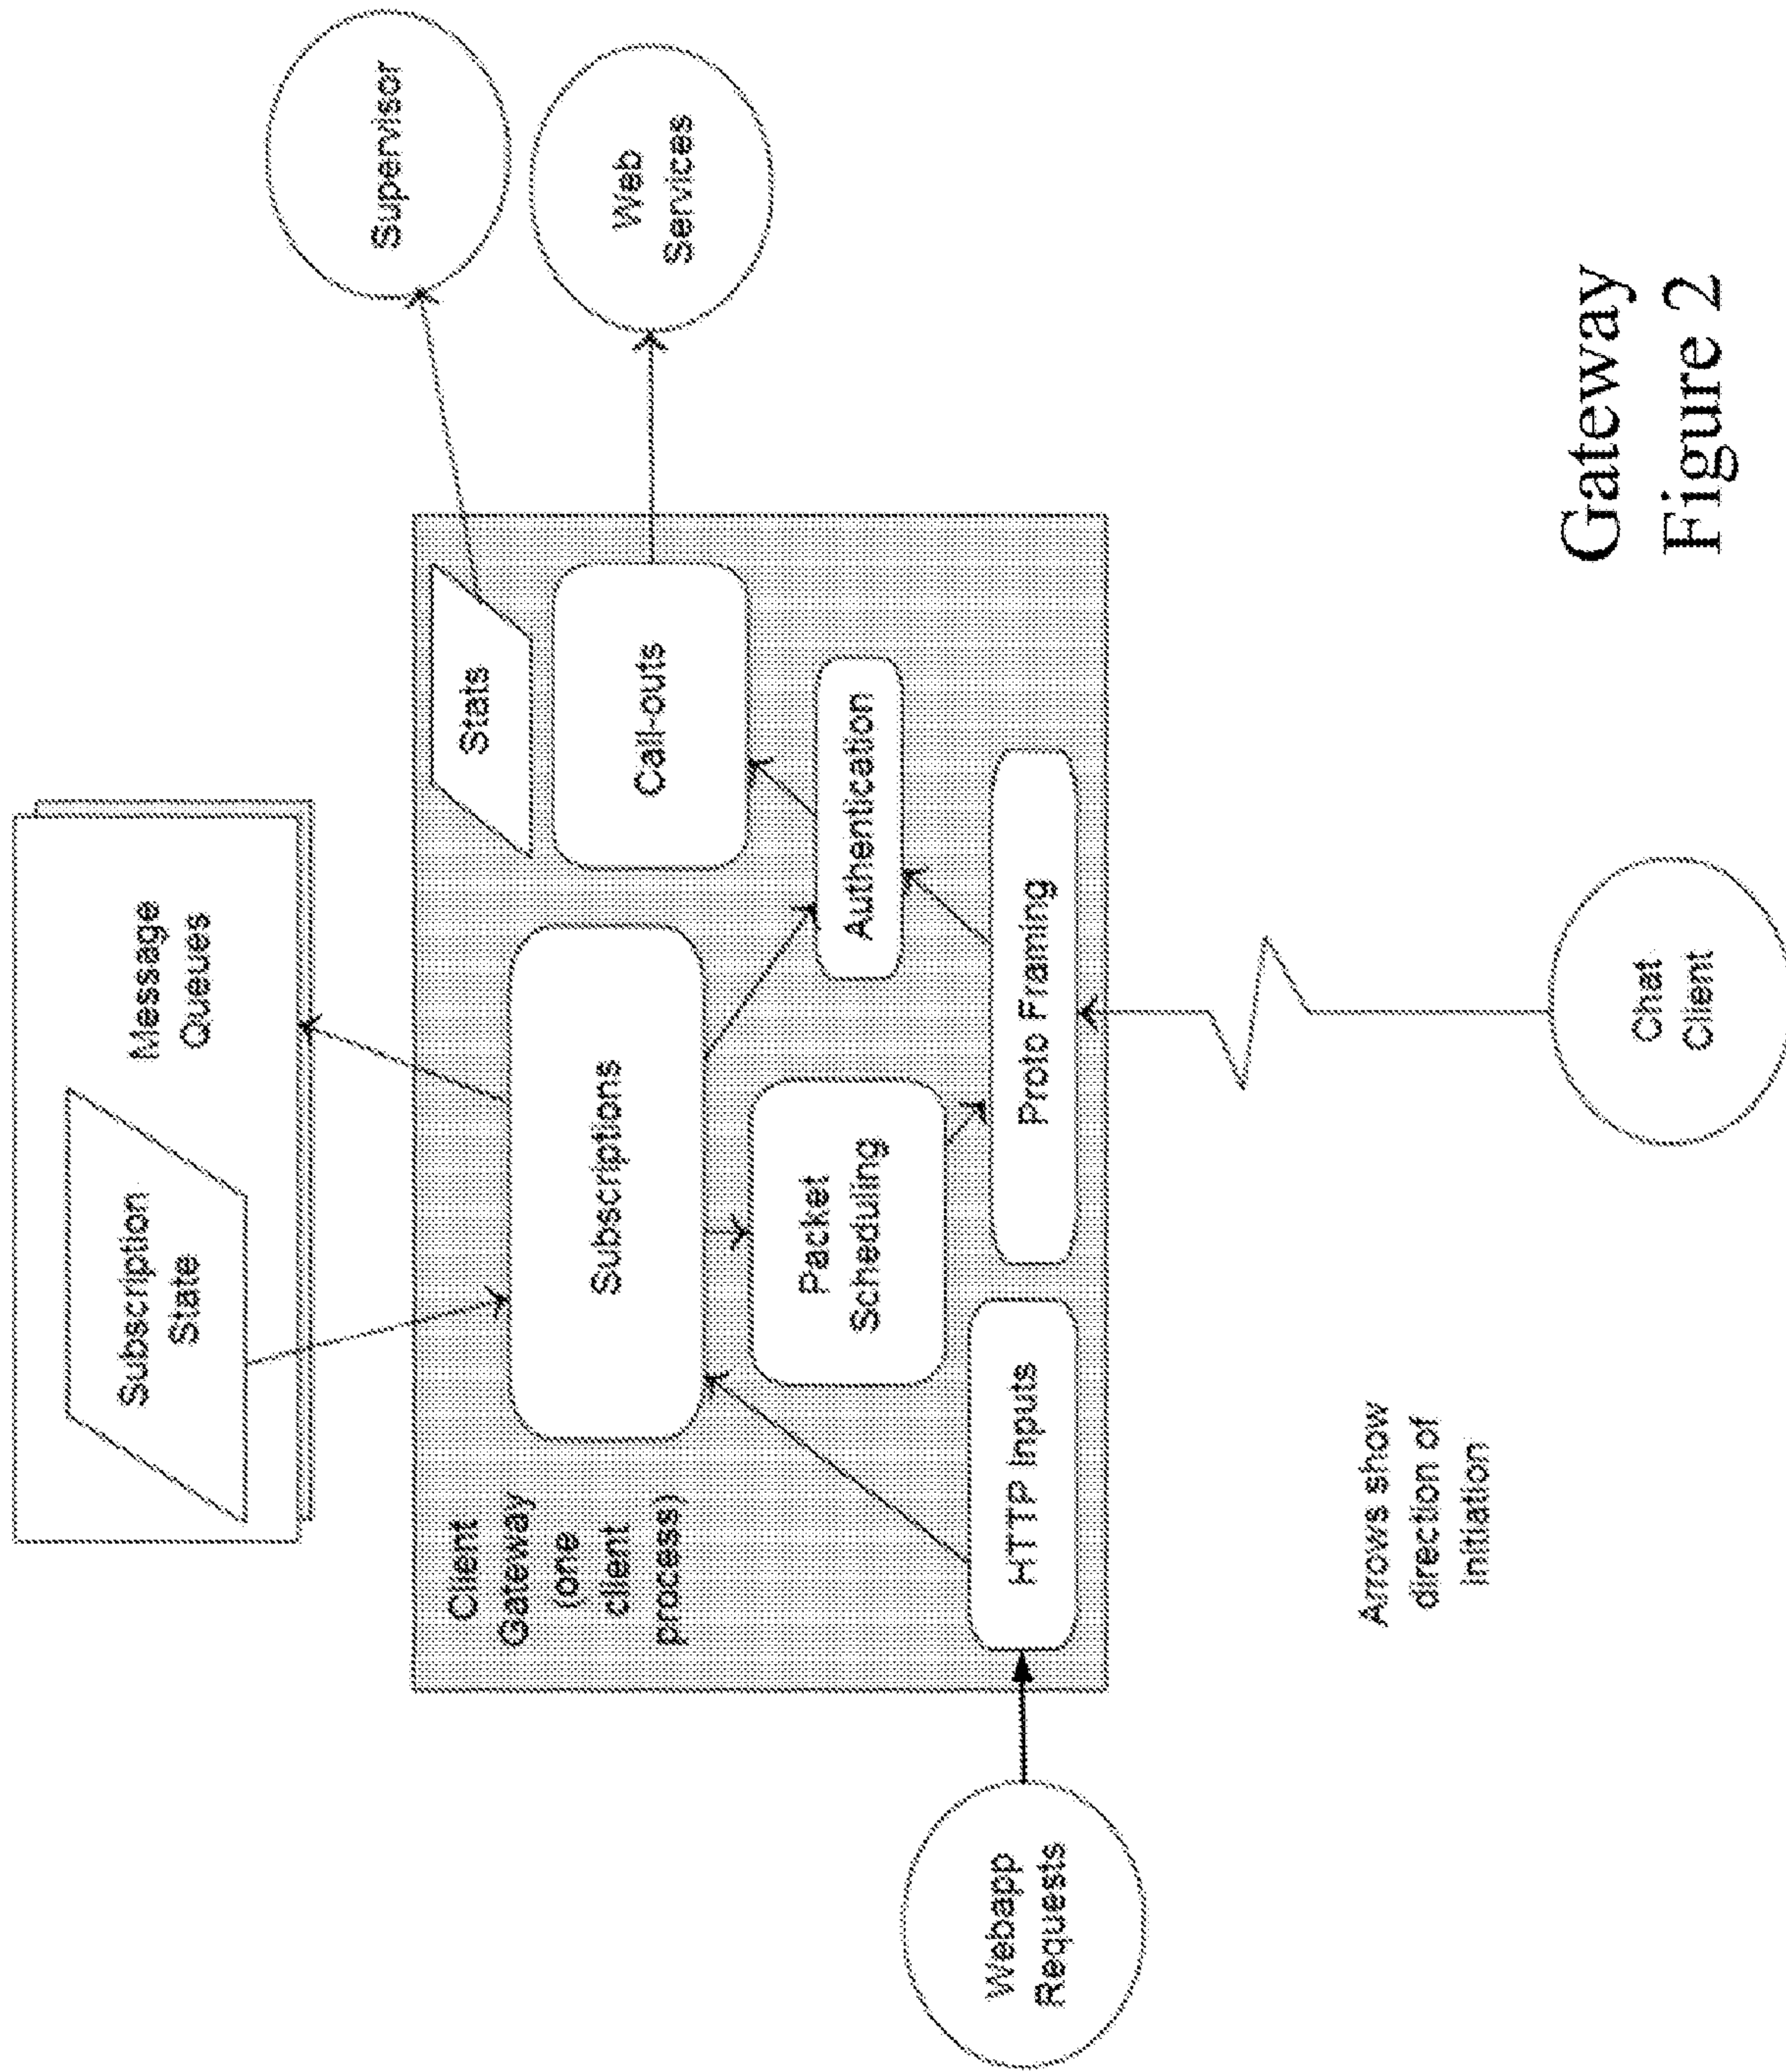 Subscription
State
Message
Queues
Client
Gateway
(one
client
process)
Subscriptions
Stats
Call-outs
Supervisor
Web
Services
Packet
Scheduling
Authentication
HTTP Inputs
Proto Framing
Webapp
Requests
Chat
Client
Arrows show
direction of
initiation
Gateway
Figure 2